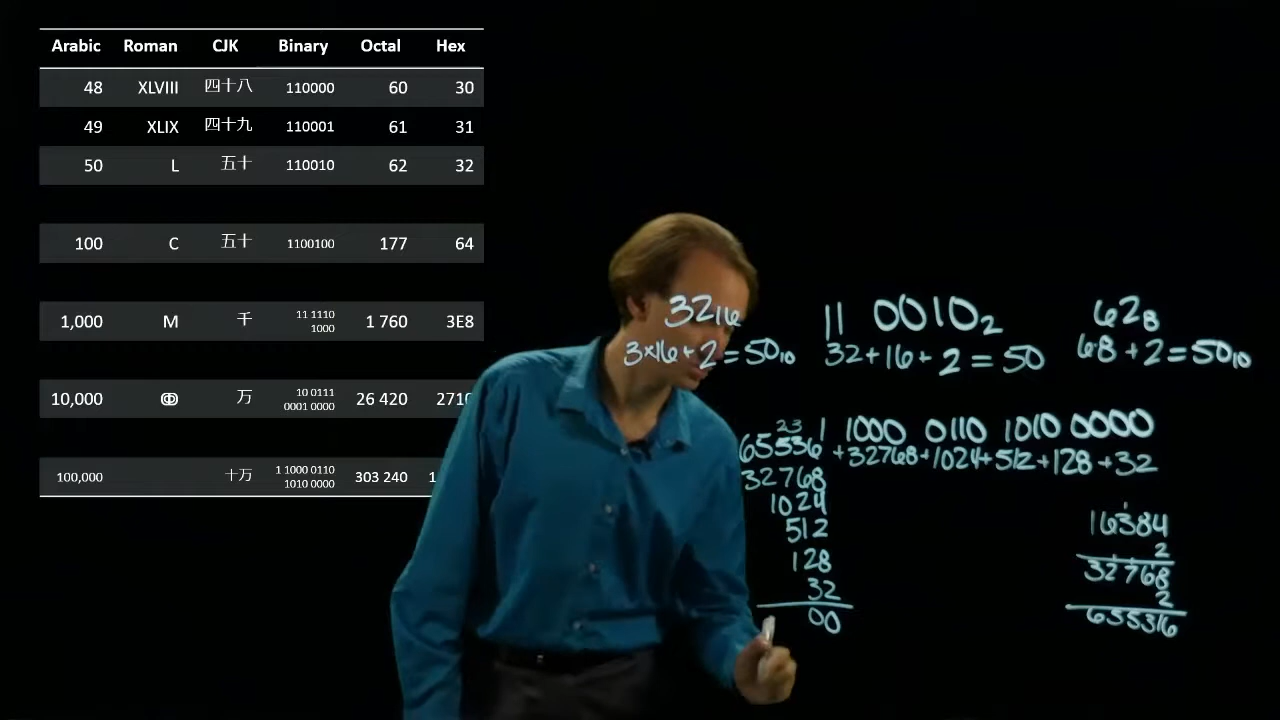 Arabic Roman CJK Binary Octal Hex
48 XLVIII 四十八 110000 60 30
49 XLIX 四十九 110001 61 31
50 L 五十 110010 62 32
100 C 五十 1100100 177 64
1,000 M 千 11 1110 1000 1 760 3E8
10,000 ↂ 万 10 0111 0001 0000 26 420 2710
100,000 十万 1 1000 0110 1010 0000 303 240 1
32₁₆ 11 0010₂ 62₈
3×16+2=50₁₀ 32+16+2=50 6·8+2=50₁₀
23
1 1000 0110 1010 0000
65536 +32768+1024+512+128+32
32768
1024
512
128
32
00
1
16384
2
32768
2
65536